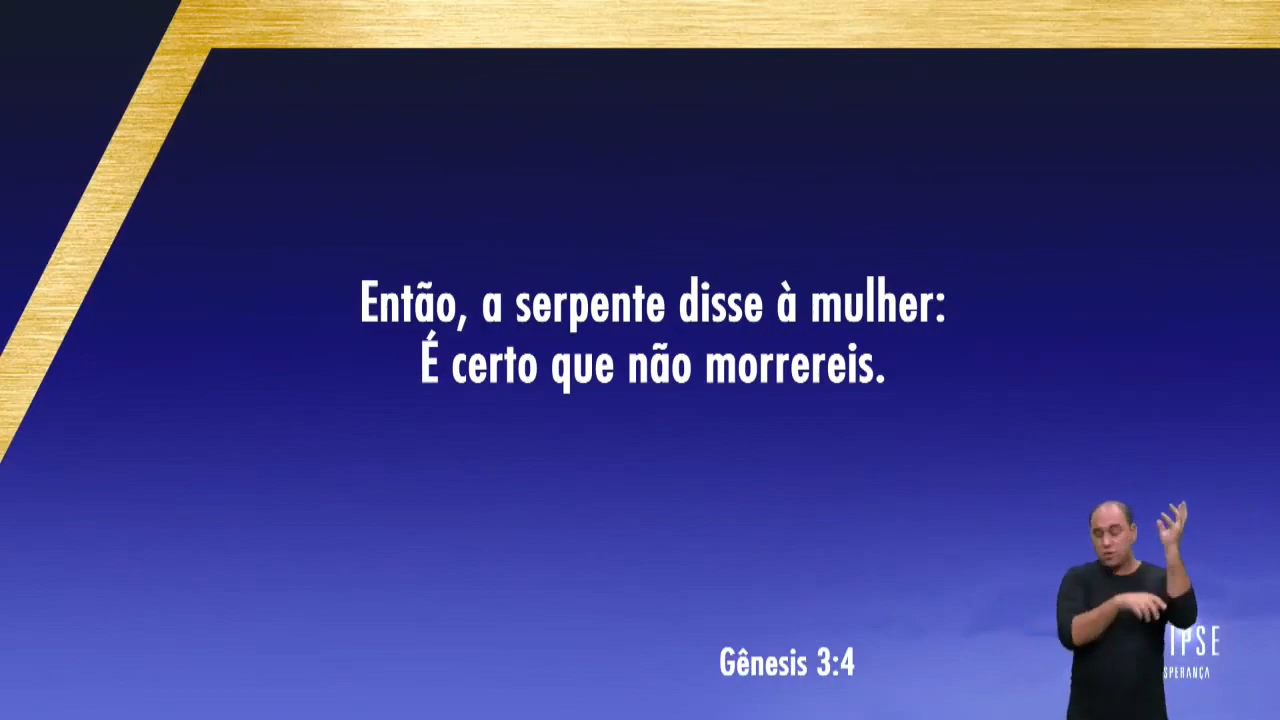 Então, a serpente disse à mulher:
É certo que não morrereis.
Gênesis 3:4
IPSE
SPERANÇA